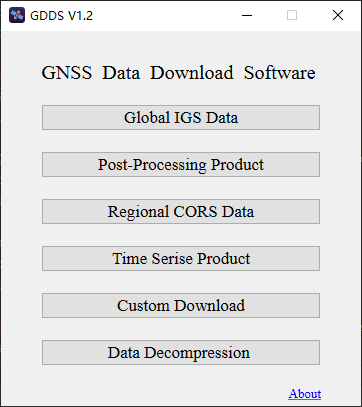 GDDS V1.2
GNSS Data Download Software
Global IGS Data
Post-Processing Product
Regional CORS Data
Time Serise Product
Custom Download
Data Decompression
About